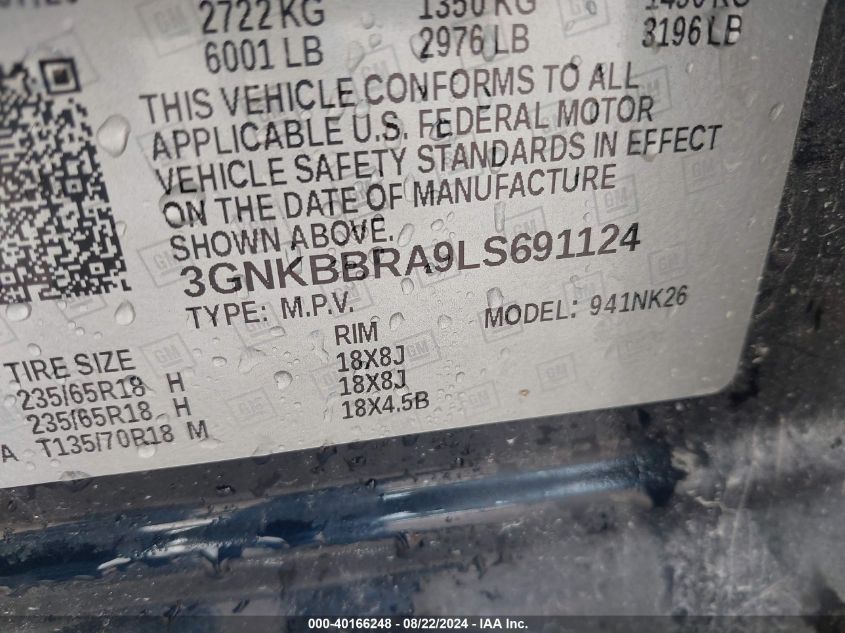 2722 KG 1350 KG
6001 LB 2976 LB 3196 LB
THIS VEHICLE CONFORMS TO ALL
APPLICABLE U.S. FEDERAL MOTOR
VEHICLE SAFETY STANDARDS IN EFFECT
ON THE DATE OF MANUFACTURE
SHOWN ABOVE.
3GNKBBRA9LS691124
TYPE: M.P.V. MODEL: 941NK26
TIRE SIZE RIM
235/65R18 H 18X8J
235/65R18 H 18X8J
A T135/70R18 M 18X4.5B
000-40166248 - 08/22/2024 - IAA Inc.